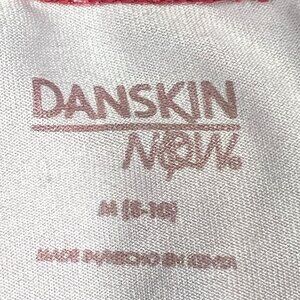 DANSKIN
NOW®
M (8-10)
MADE IN/HECHO EN KENYA